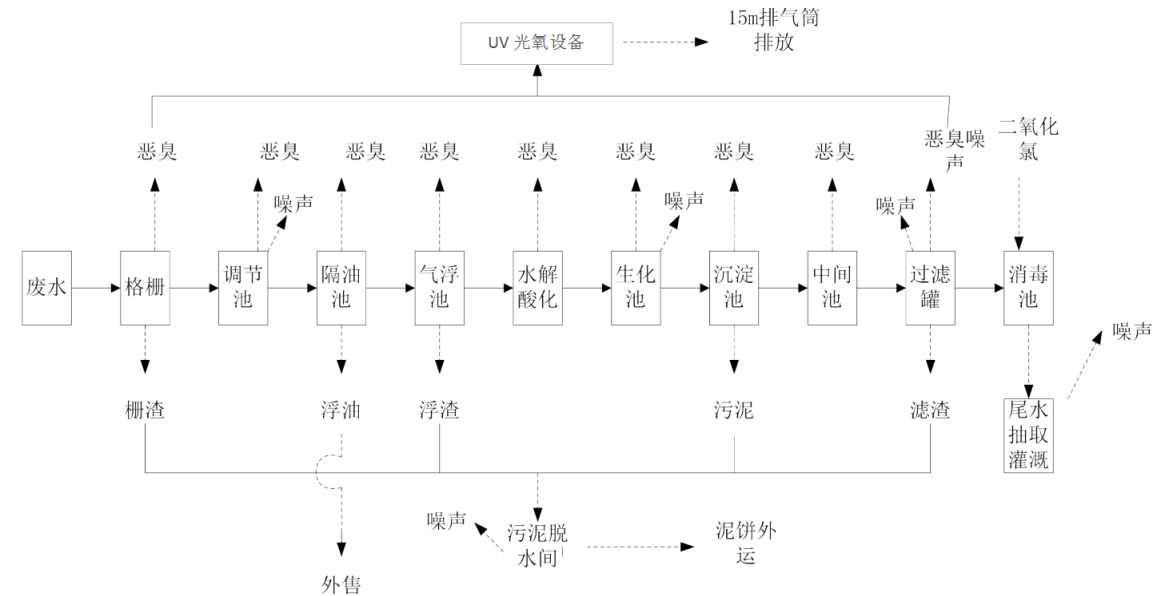 15m排气筒
排放
UV 光氧设备
恶臭
恶臭
恶臭
恶臭
恶臭
恶臭
恶臭
恶臭
恶臭噪
声
二氧化
氯
噪声
噪声
噪声
废水
格栅
调节
池
隔油
池
气浮
池
水解
酸化
生化
池
沉淀
池
中间
池
过滤
罐
消毒
池
噪声
栅渣
浮油
浮渣
污泥
滤渣
尾水
抽取
灌溉
噪声
污泥脱
水间
泥饼外
运
外售